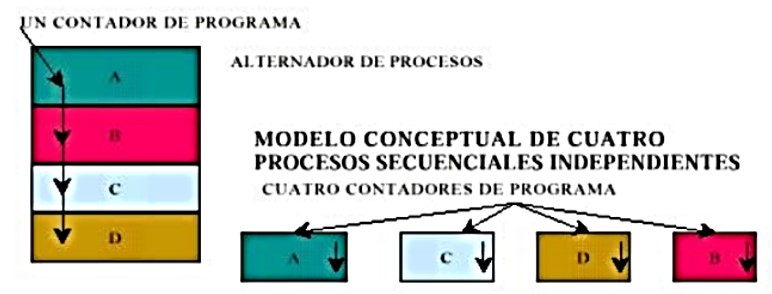 UN CONTADOR DE PROGRAMA
ALTERNADOR DE PROCESOS
A
B
C
D
MODELO CONCEPTUAL DE CUATRO
PROCESOS SECUENCIALES INDEPENDIENTES
CUATRO CONTADORES DE PROGRAMA
A C D B